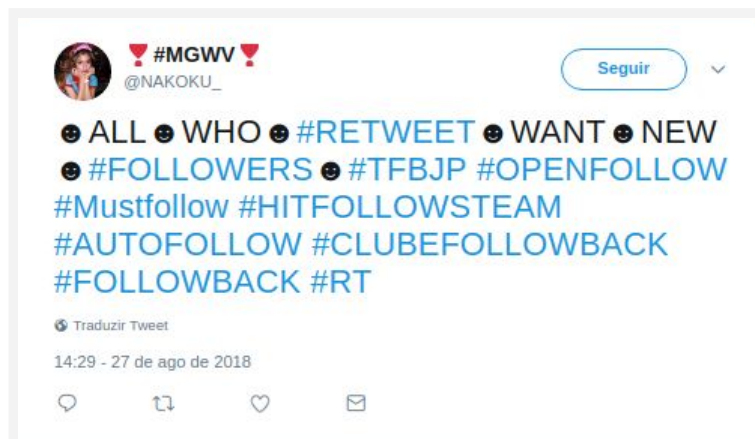 ❣#MGWV❣
@NAKOKU_
Seguir
☻ALL☻WHO☻#RETWEET☻WANT☻NEW
☻#FOLLOWERS☻#TFBJP #OPENFOLLOW
#Mustfollow #HITFOLLOWSTEAM
#AUTOFOLLOW #CLUBEFOLLOWBACK
#FOLLOWBACK #RT
Traduzir Tweet
14:29 - 27 de ago de 2018